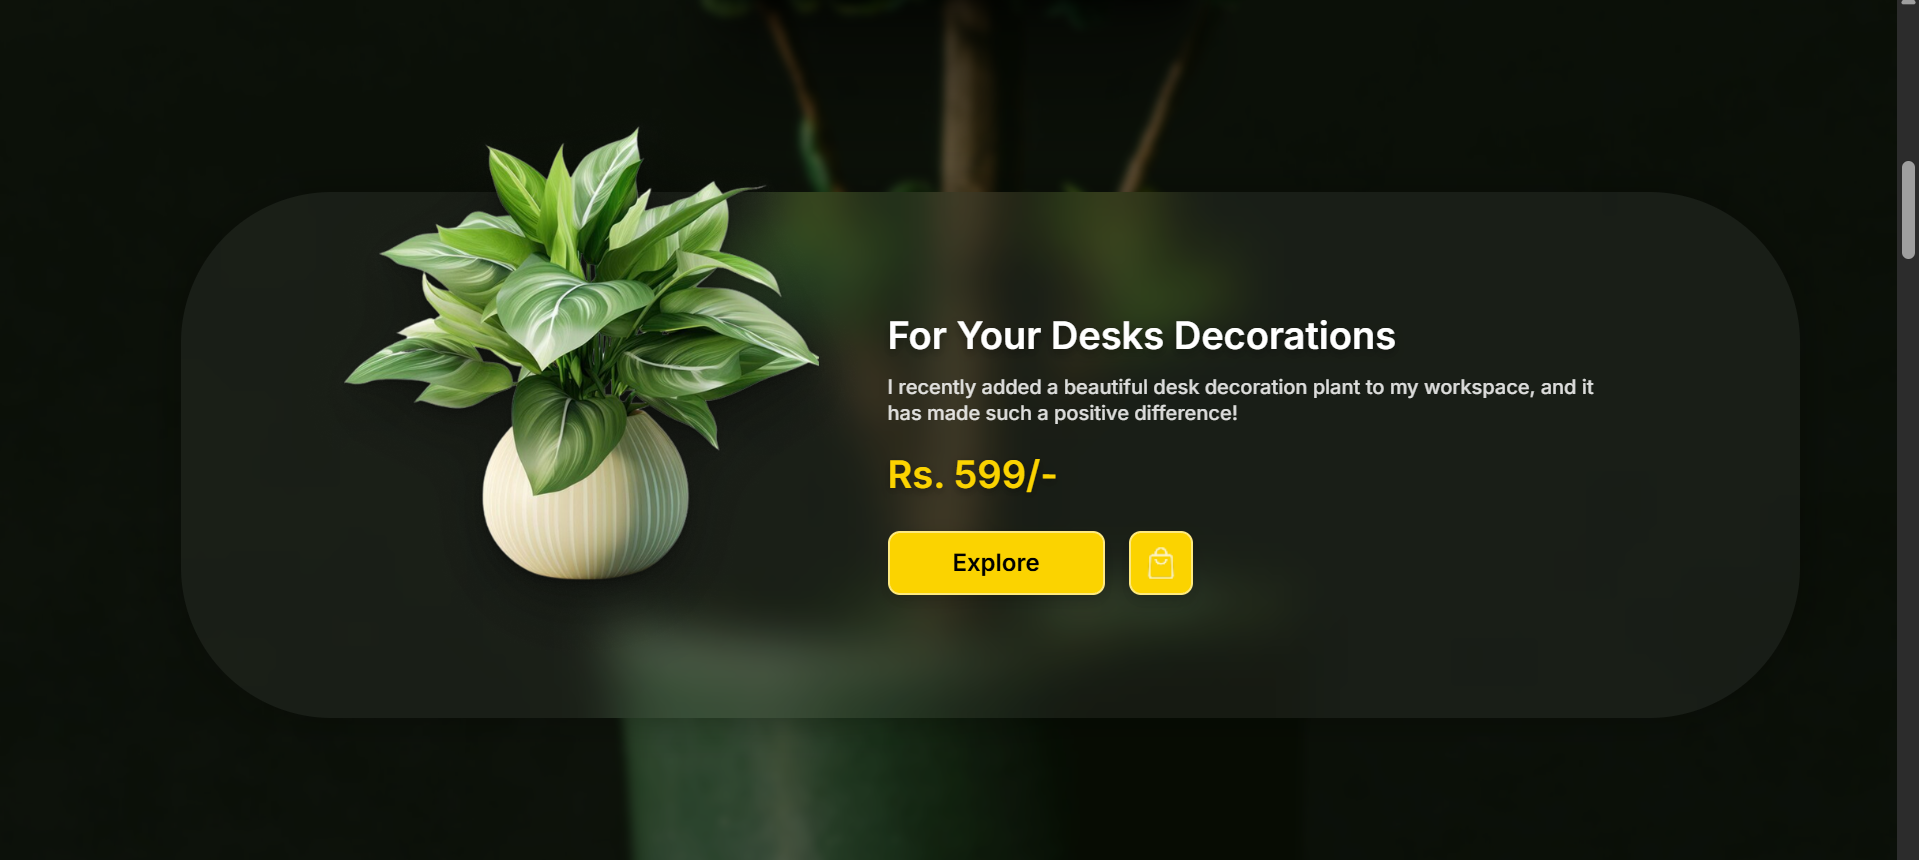 For Your Desks Decorations
I recently added a beautiful desk decoration plant to my workspace, and it
has made such a positive difference!
Rs. 599/-
Explore